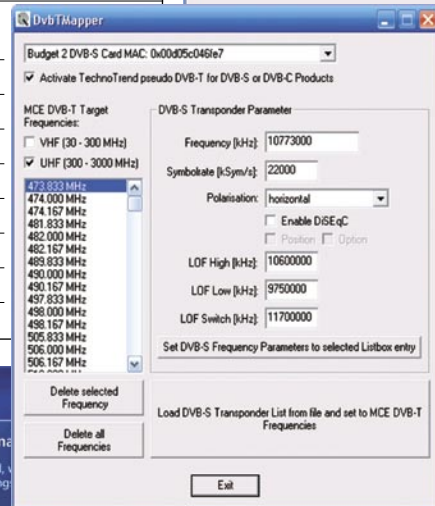 DvbTMapper
Budget 2 DVB-S Card MAC: 0x00d05c046fe7
Activate TechnoTrend pseudo DVB-T for DVB-S or DVB-C Products
MCE DVB-T Target
Frequencies:
VHF (30 - 300 MHz)
UHF (300 - 3000 MHz)
473.833 MHz
474.000 MHz
474.167 MHz
481.833 MHz
482.000 MHz
482.167 MHz
489.833 MHz
490.000 MHz
490.167 MHz
497.833 MHz
498.000 MHz
498.167 MHz
505.833 MHz
506.000 MHz
506.167 MHz
Delete selected
Frequency
Delete all
Frequencies
DVB-S Transponder Parameter
Frequency [kHz]: 10773000
Symbolrate [kSym/s]: 22000
Polarisation: horizontal
Enable DiSEqC
Position Option
LOF High [kHz]: 10600000
LOF Low [kHz]: 9750000
LOF Switch [kHz]: 11700000
Set DVB-S Frequency Parameters to selected Listbox entry
Load DVB-S Transponder List from file and set to MCE DVB-T
Frequencies
Exit